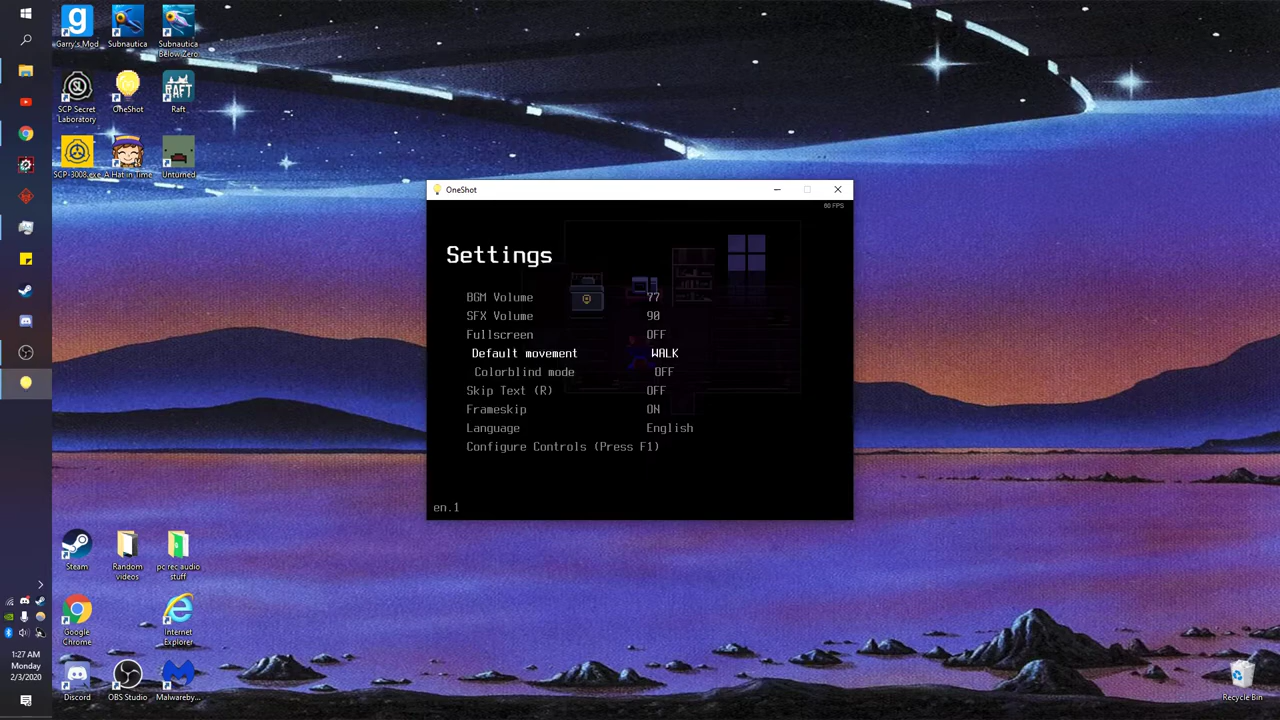 Garry's Mod
Subnautica
Subnautica Below Zero
SCP Secret Laboratory
OneShot
Raft
SCP-3008.exe
A Hat in Time
Unturned
OneShot
60 FPS
Settings
BGM Volume 77
SFX Volume 90
Fullscreen OFF
Default movement WALK
Colorblind mode OFF
Skip Text (R) OFF
Frameskip ON
Language English
Configure Controls (Press F1)
en.1
Steam
Random videos
pc rec audio stuff
Google Chrome
Internet Explorer
Discord
OBS Studio
Malwareby...
Recycle Bin
1:27 AM
Monday
2/3/2020